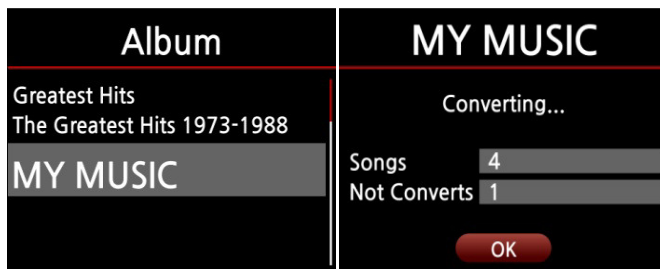 Album
Greatest Hits
The Greatest Hits 1973-1988
MY MUSIC
MY MUSIC
Converting...
Songs 4
Not Converts 1
OK